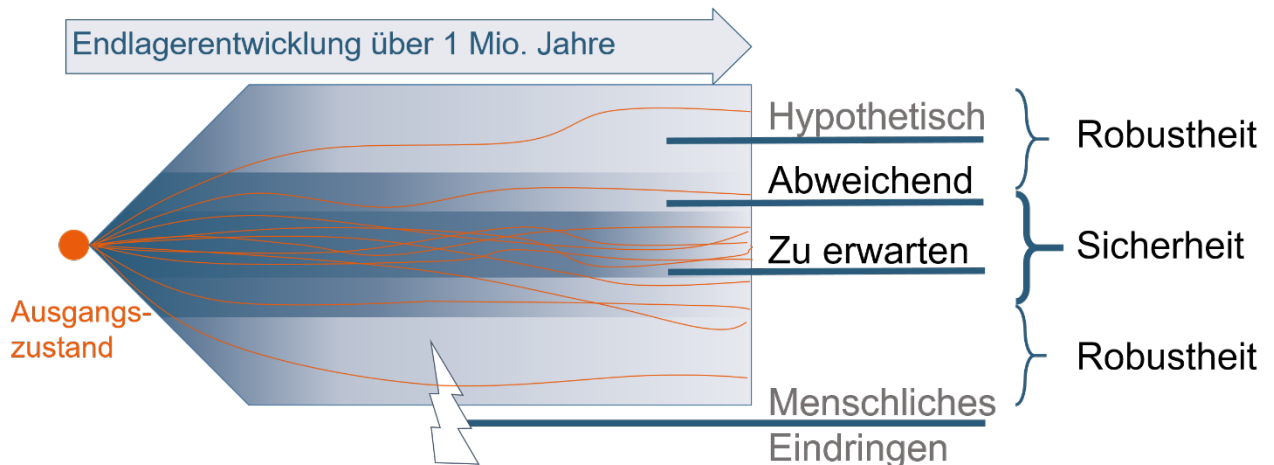 Endlagerentwicklung über 1 Mio. Jahre
Hypothetisch
Robustheit
Abweichend
Zu erwarten
Sicherheit
Ausgangs-
zustand
Robustheit
Menschliches
Eindringen